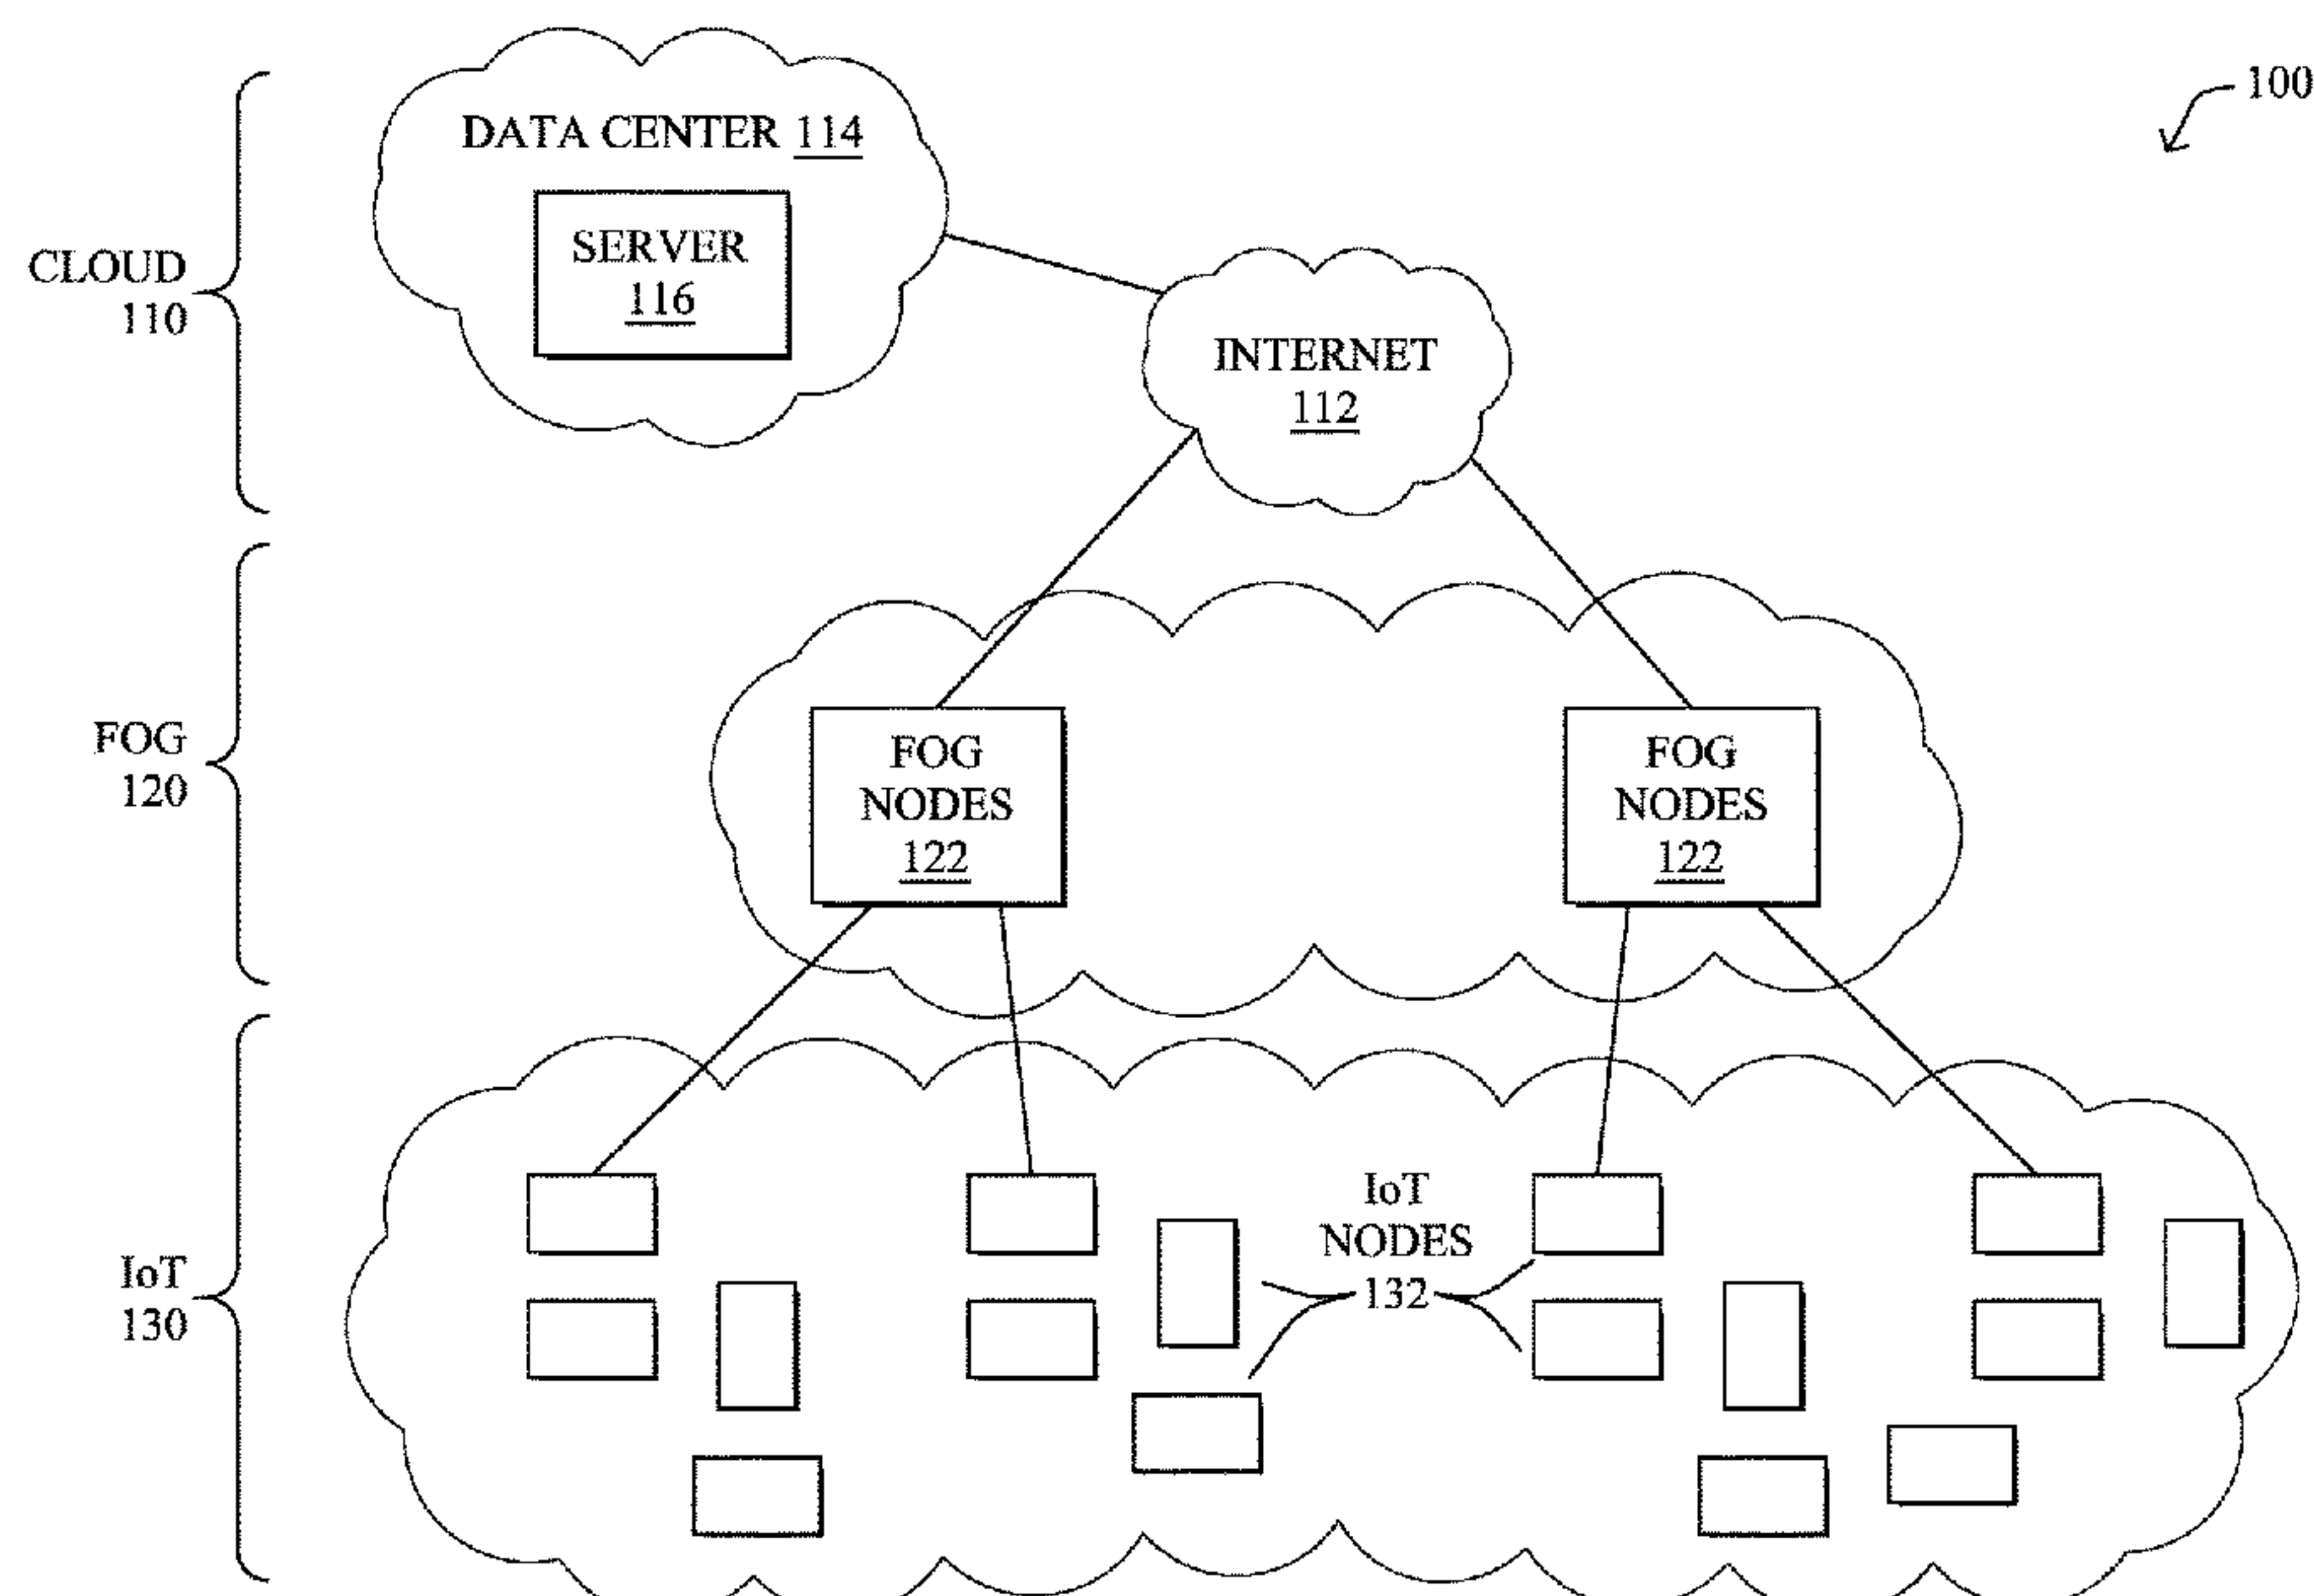 100
DATA CENTER 114
SERVER
116
CLOUD
110
INTERNET
112
FOG
120
FOG
NODES
122
FOG
NODES
122
IoT
130
IoT
NODES
132